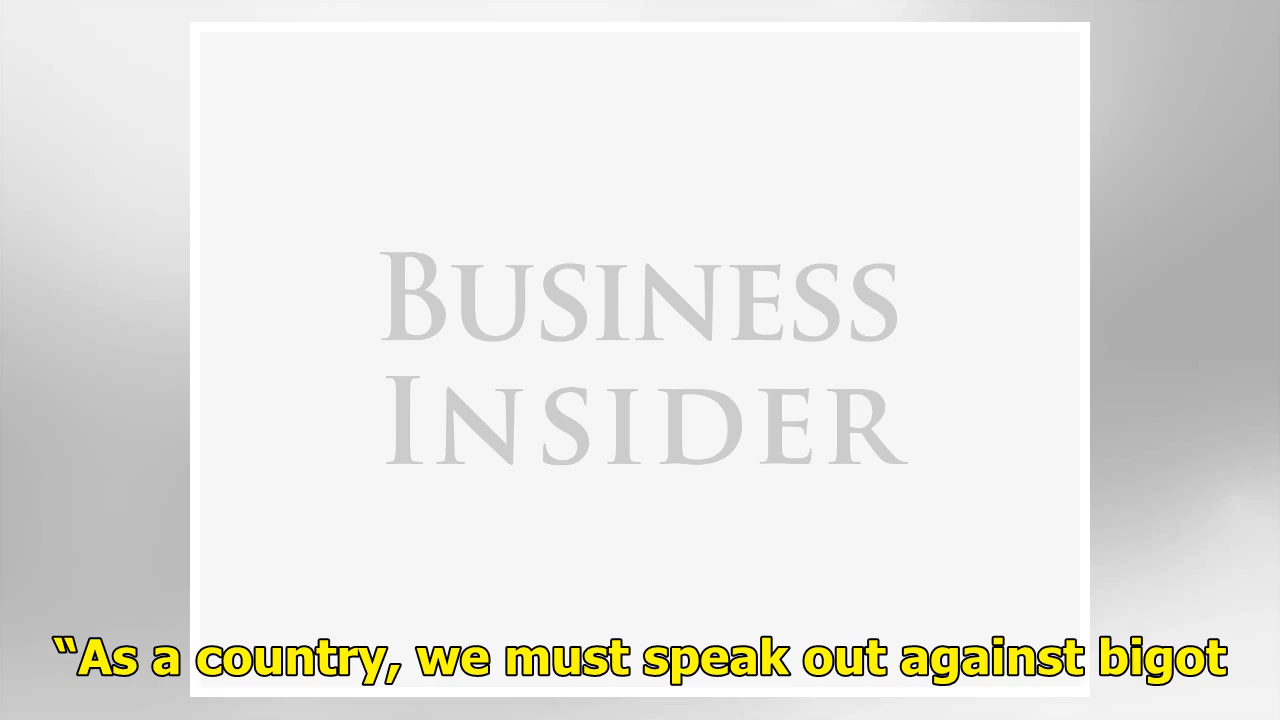 BUSINESS
INSIDER
“As a country, we must speak out against bigot